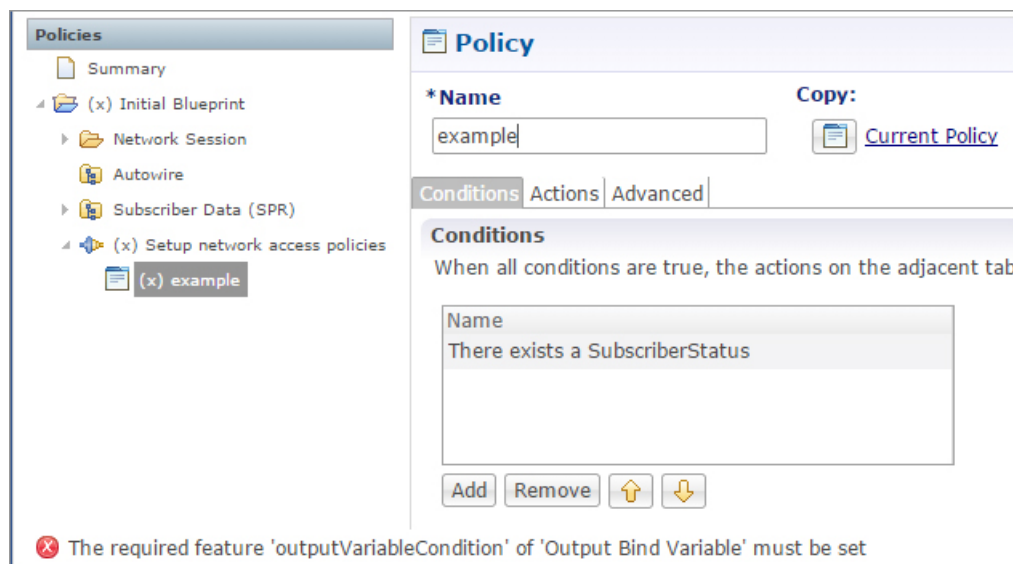 Policies
Summary
(x) Initial Blueprint
Network Session
Autowire
Subscriber Data (SPR)
(x) Setup network access policies
(x) example
Policy
*Name
Copy:
example
Current Policy
Conditions Actions Advanced
Conditions
When all conditions are true, the actions on the adjacent tab
Name
There exists a SubscriberStatus
Add Remove
The required feature 'outputVariableCondition' of 'Output Bind Variable' must be set